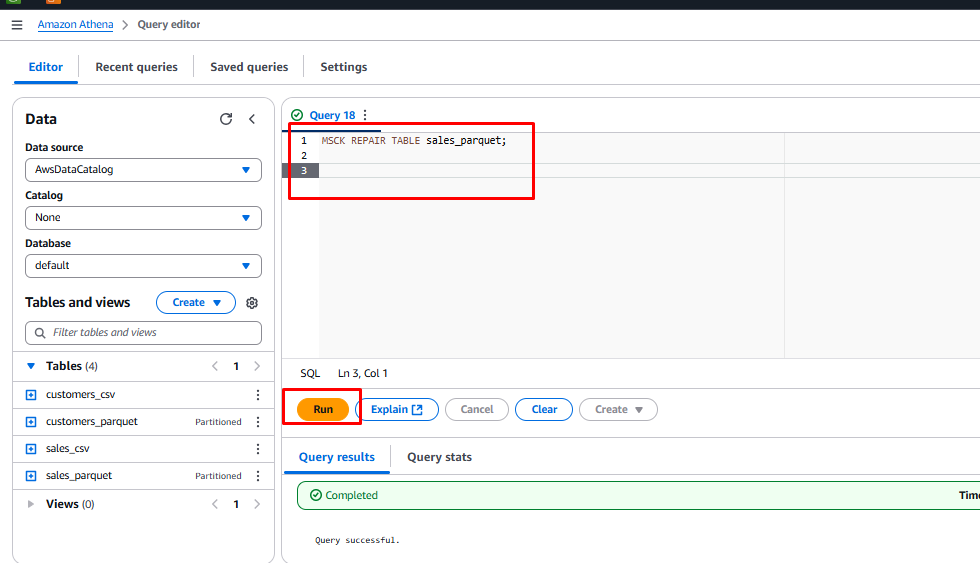 Amazon Athena > Query editor
Editor Recent queries Saved queries Settings
Data
Data source
AwsDataCatalog
Catalog
None
Database
default
Tables and views Create
Filter tables and views
Tables (4) 1
customers_csv
customers_parquet Partitioned
sales_csv
sales_parquet Partitioned
Views (0) 1
Query 18
1 MSCK REPAIR TABLE sales_parquet;
2
3
SQL Ln 3, Col 1
Run Explain Cancel Clear Create
Query results Query stats
Completed
Query successful.